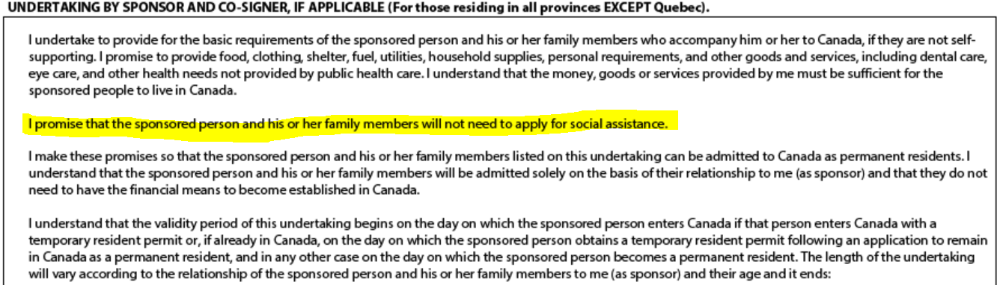 UNDERTAKING BY SPONSOR AND CO-SIGNER, IF APPLICABLE (For those residing in all provinces EXCEPT Quebec).
I undertake to provide for the basic requirements of the sponsored person and his or her family members who accompany him or her to Canada, if they are not self-
supporting. I promise to provide food, clothing, shelter, fuel, utilities, household supplies, personal requirements, and other goods and services, including dental care,
eye care, and other health needs not provided by public health care. I understand that the money, goods or services provided by me must be sufficient for the
sponsored people to live in Canada.
I promise that the sponsored person and his or her family members will not need to apply for social assistance.
I make these promises so that the sponsored person and his or her family members listed on this undertaking can be admitted to Canada as permanent residents. I
understand that the sponsored person and his or her family members will be admitted solely on the basis of their relationship to me (as sponsor) and that they do not
need to have the financial means to become established in Canada.
I understand that the validity period of this undertaking begins on the day on which the sponsored person enters Canada if that person enters Canada with a
temporary resident permit or, if already in Canada, on the day on which the sponsored person obtains a temporary resident permit following an application to remain
in Canada as a permanent resident, and in any other case on the day on which the sponsored person becomes a permanent resident. The length of the undertaking
will vary according to the relationship of the sponsored person and his or her family members to me (as sponsor) and their age and it ends: